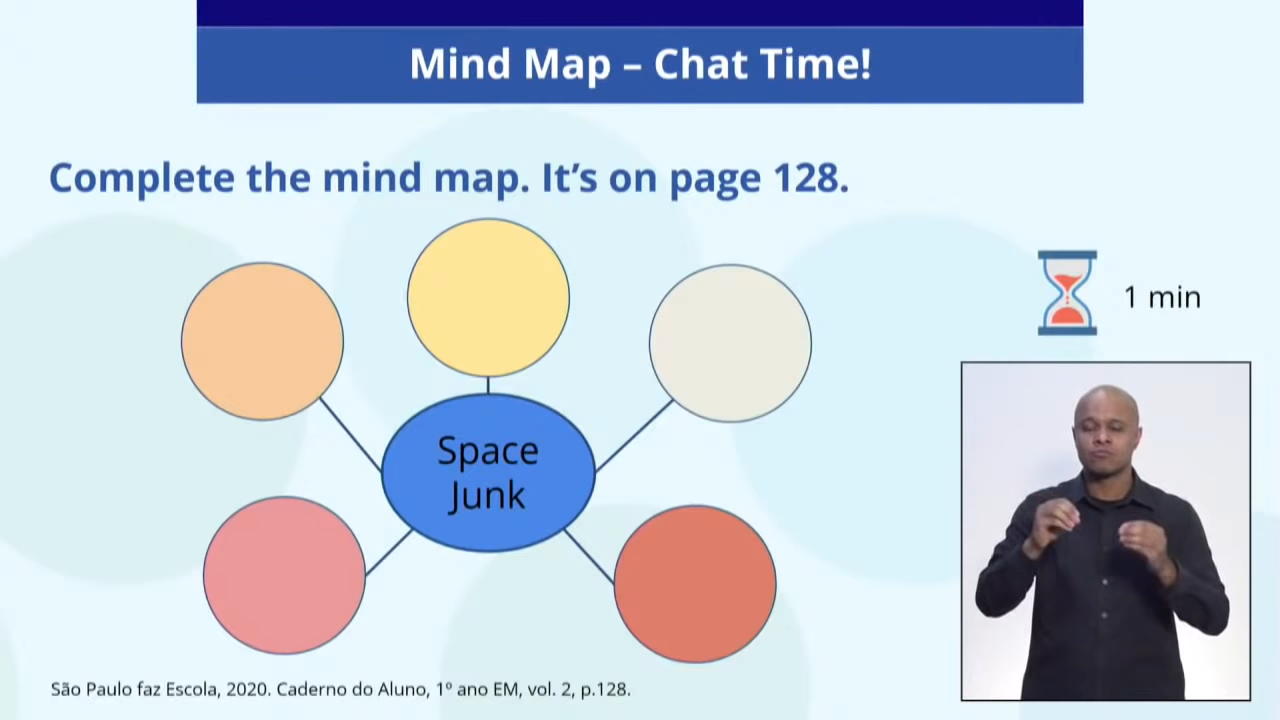 Mind Map – Chat Time!
Complete the mind map. It’s on page 128.
1 min
Space
Junk
São Paulo faz Escola, 2020. Caderno do Aluno, 1º ano EM, vol. 2, p.128.